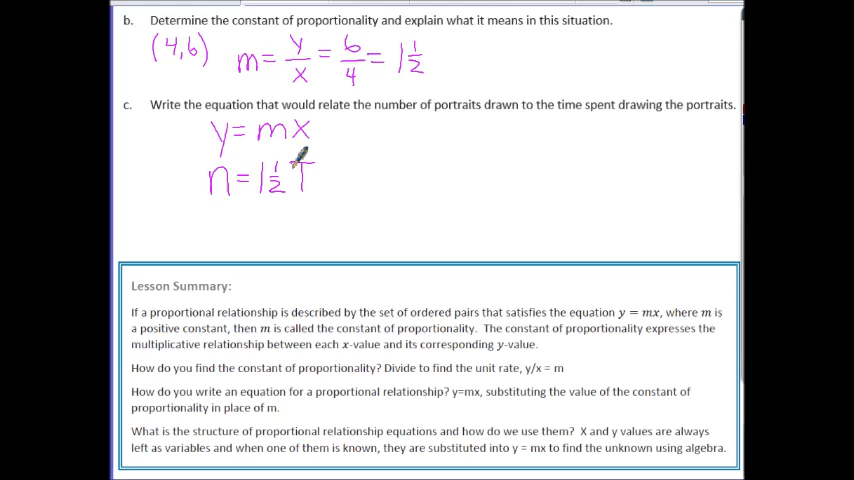 b. Determine the constant of proportionality and explain what it means in this situation.
(4,6) m = y/x = 6/4 = 1 1/2
c. Write the equation that would relate the number of portraits drawn to the time spent drawing the portraits.
y = mx
n = 1 1/2 T
Lesson Summary:
If a proportional relationship is described by the set of ordered pairs that satisfies the equation y = mx, where m is
a positive constant, then m is called the constant of proportionality. The constant of proportionality expresses the
multiplicative relationship between each x-value and its corresponding y-value.
How do you find the constant of proportionality? Divide to find the unit rate, y/x = m
How do you write an equation for a proportional relationship? y=mx, substituting the value of the constant of
proportionality in place of m.
What is the structure of proportional relationship equations and how do we use them? X and y values are always
left as variables and when one of them is known, they are substituted into y = mx to find the unknown using algebra.